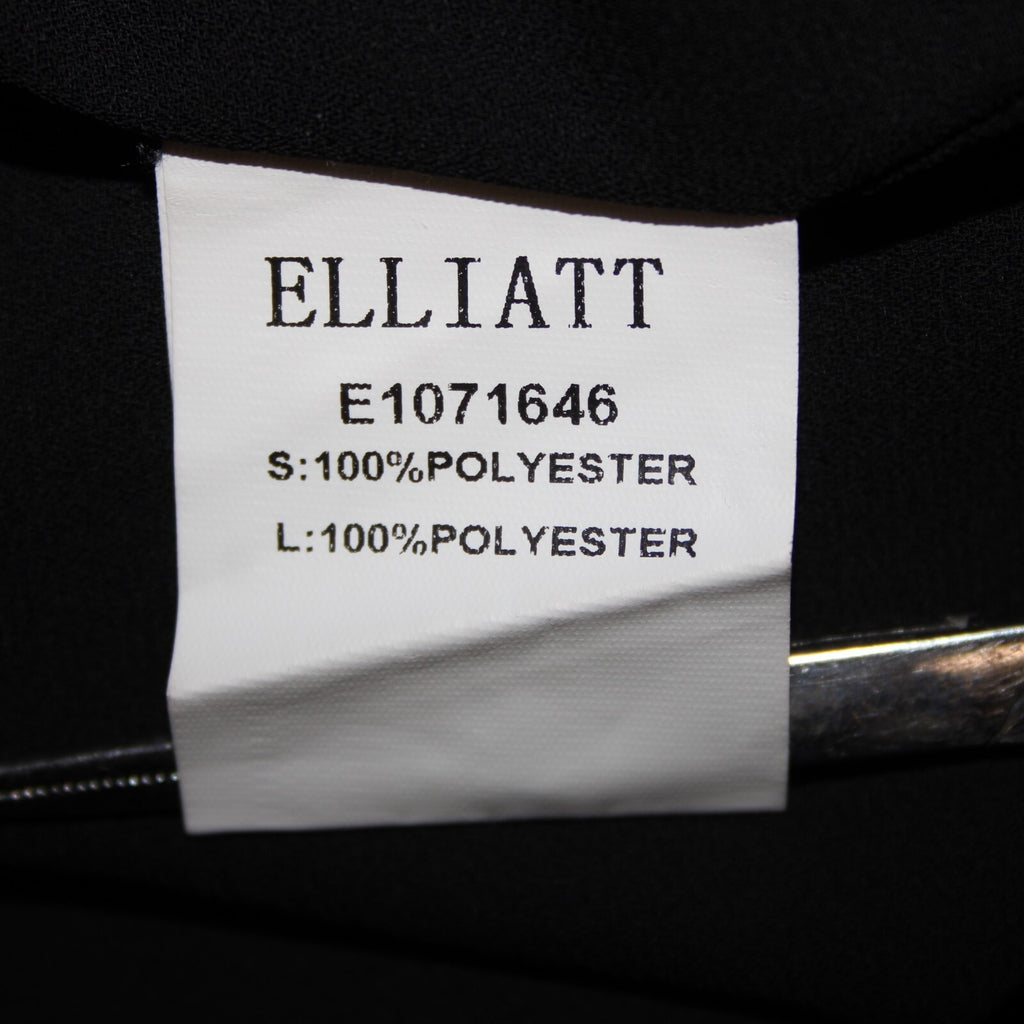 ELLIATT
E1071646
S:100%POLYESTER
L:100%POLYESTER